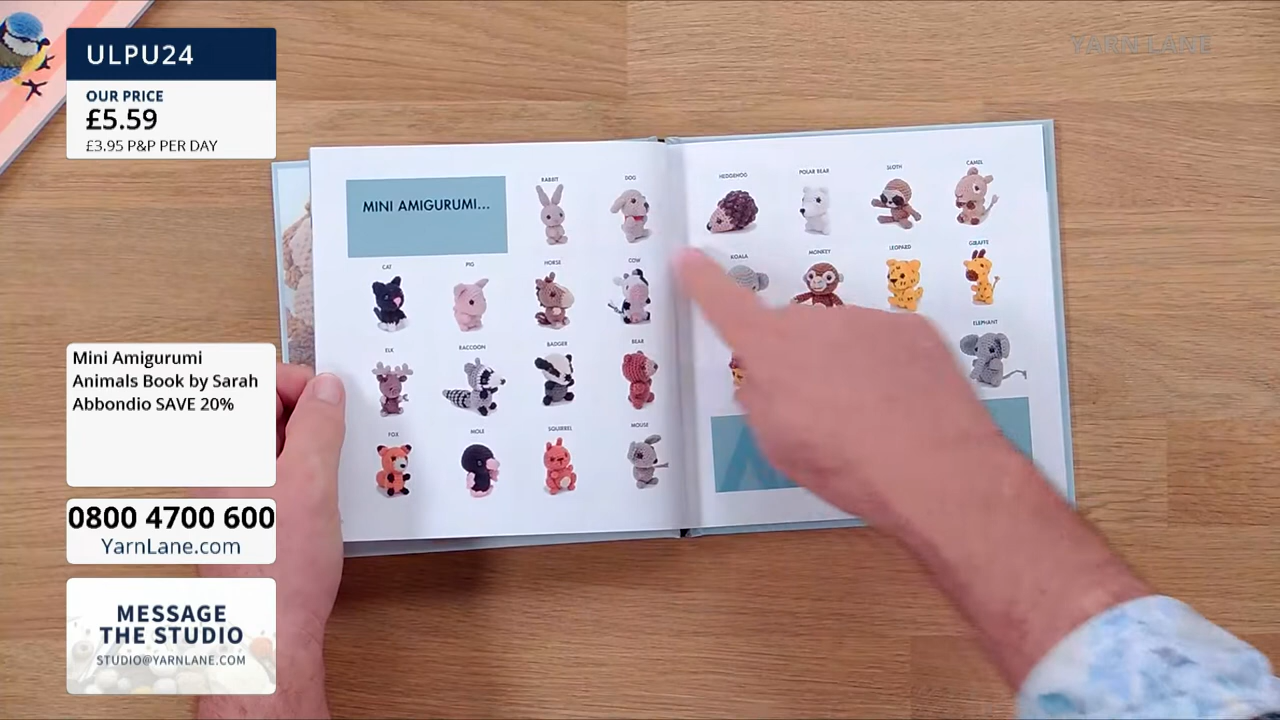 ULPU24
OUR PRICE
£5.59
£3.95 P&P PER DAY
Mini Amigurumi
Animals Book by Sarah
Abbondio SAVE 20%
0800 4700 600
YarnLane.com
MESSAGE
THE STUDIO
STUDIO@YARNLANE.COM
YARN LANE
MINI AMIGURUMI...
RABBIT
DOG
CAT
PIG
HORSE
COW
ELK
RACCOON
BADGER
BEAR
FOX
MOLE
SQUIRREL
MOUSE
HEDGEHOG
POLAR BEAR
SLOTH
CAMEL
KOALA
MONKEY
LEOPARD
GIRAFFE
ELEPHANT